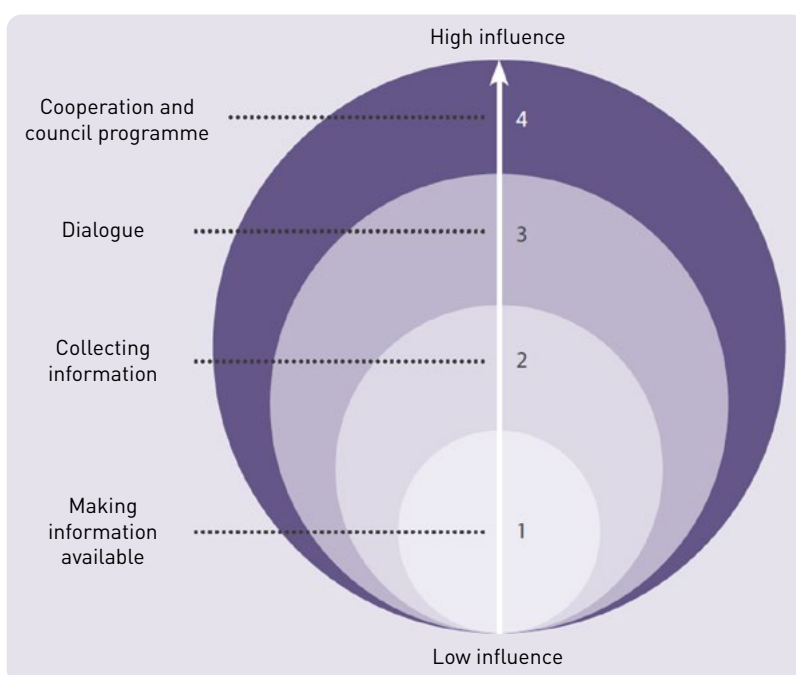 High influence
Cooperation and
council programme
4
Dialogue
3
Collecting
information
2
Making
information
available
1
Low influence